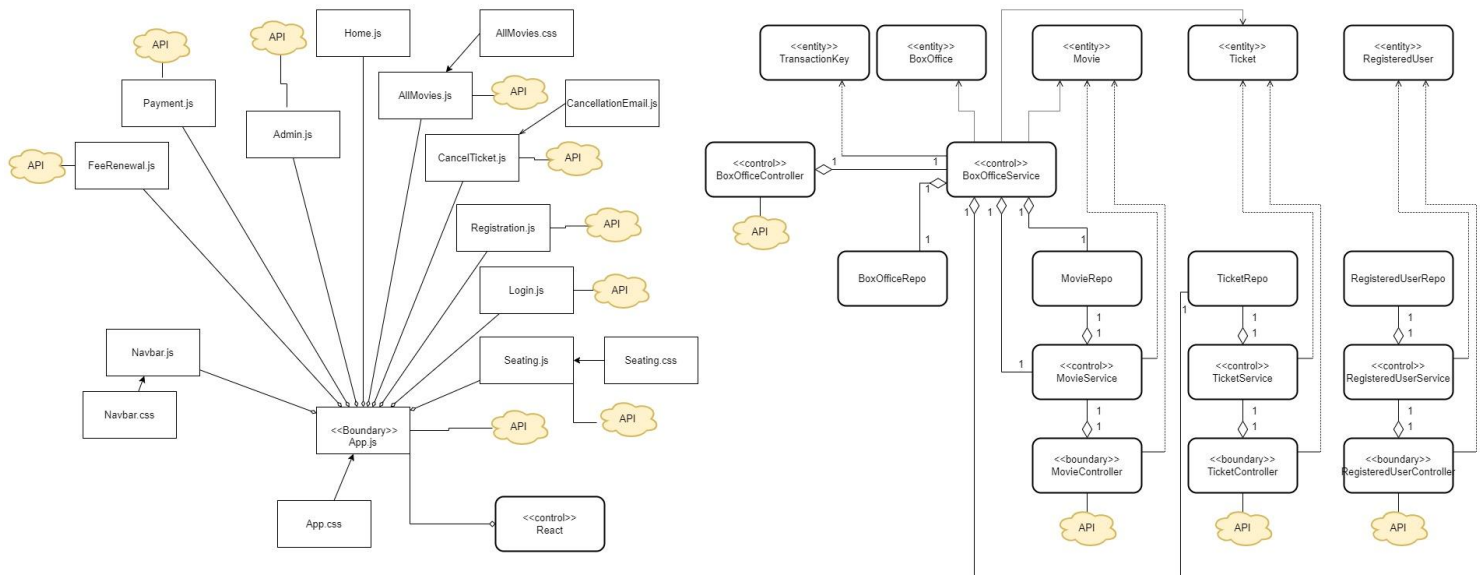 Home.js
AllMovies.css
API
API
Payment.js
Admin.js
AllMovies.js
API
CancellationEmail.js
API
FeeRenewal.js
CancelTicket.js
API
Registration.js
API
Login.js
API
Navbar.js
Seating.js
Seating.css
Navbar.css
<<Boundary>>
App.js
API
API
App.css
<<control>>
React
<<entity>>
TransactionKey
<<entity>>
BoxOffice
<<entity>>
Movie
<<entity>>
Ticket
<<entity>>
RegisteredUser
<<control>>
BoxOfficeController
1
1
<<control>>
BoxOfficeService
API
1
1
1
1
1
1
BoxOfficeRepo
MovieRepo
TicketRepo
RegisteredUserRepo
1
1
1
1
1
1
1
1
<<control>>
MovieService
<<control>>
TicketService
<<control>>
RegisteredUserService
1
1
1
1
1
1
<<boundary>>
MovieController
<<boundary>>
TicketController
<<boundary>>
RegisteredUserController
API
API
API